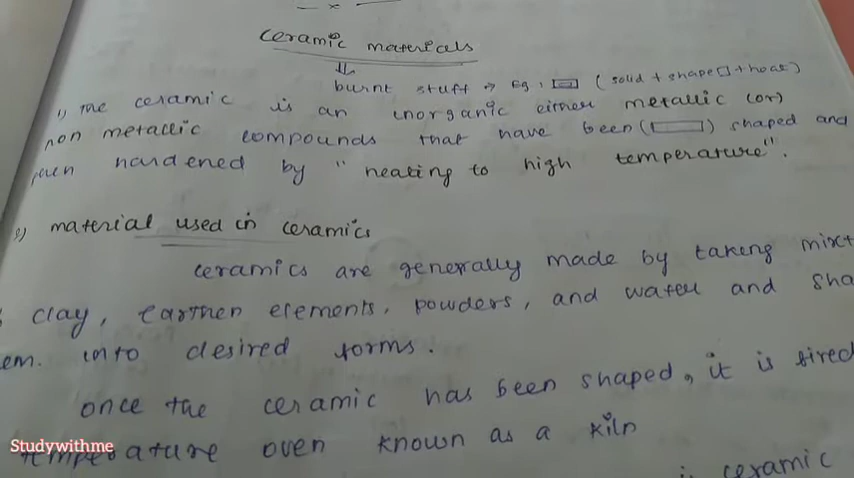 Ceramic materials
burnt stuff → Eg : (solid + shape + heat)
1) The ceramic is an inorganic either metallic (or)
non metallic compounds that have been ( ) shaped and
then hardened by "heating to high temperature".
2) material used in ceramics
ceramics are generally made by taking mixt
clay, earthen elements, powders, and water and sha
em. into desired forms.
once the ceramic has been shaped, it is fired
temperature oven known as a kiln
ceramic
Studywithme